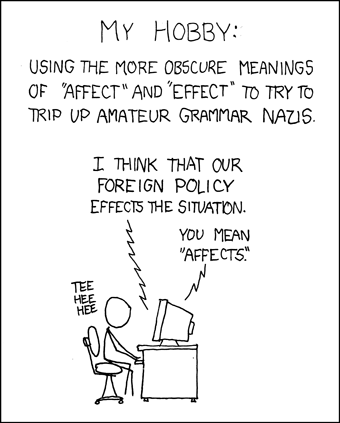 MY HOBBY:
USING THE MORE OBSCURE MEANINGS
OF "AFFECT" AND "EFFECT" TO TRY TO
TRIP UP AMATEUR GRAMMAR NAZIS.
I THINK THAT OUR
FOREIGN POLICY
EFFECTS THE SITUATION.
YOU MEAN
"AFFECTS."
TEE
HEE
HEE